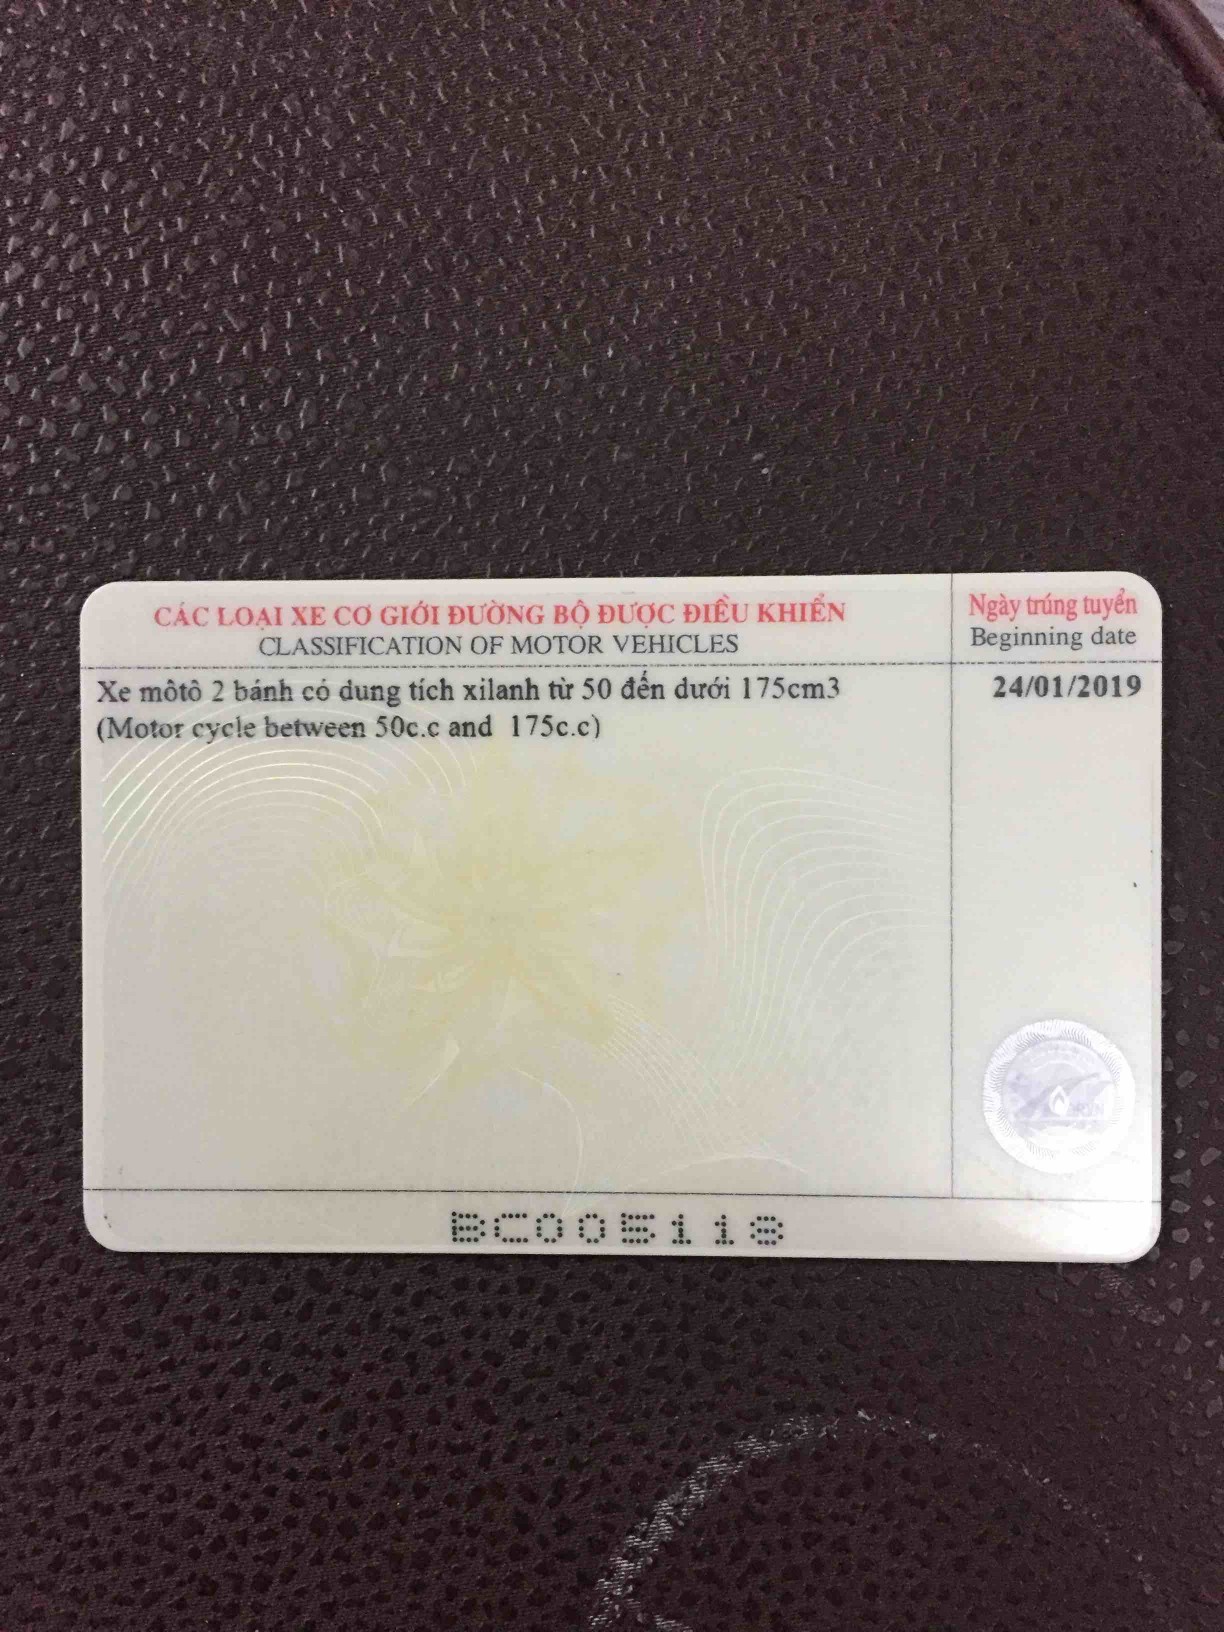 CÁC LOẠI XE CƠ GIỚI ĐƯỜNG BỘ ĐƯỢC ĐIỀU KHIỂN
CLASSIFICATION OF MOTOR VEHICLES
Ngày trúng tuyển
Beginning date
Xe môtô 2 bánh có dung tích xilanh từ 50 đến dưới 175cm3
(Motor cycle between 50c.c and 175c.c)
24/01/2019
BC005118